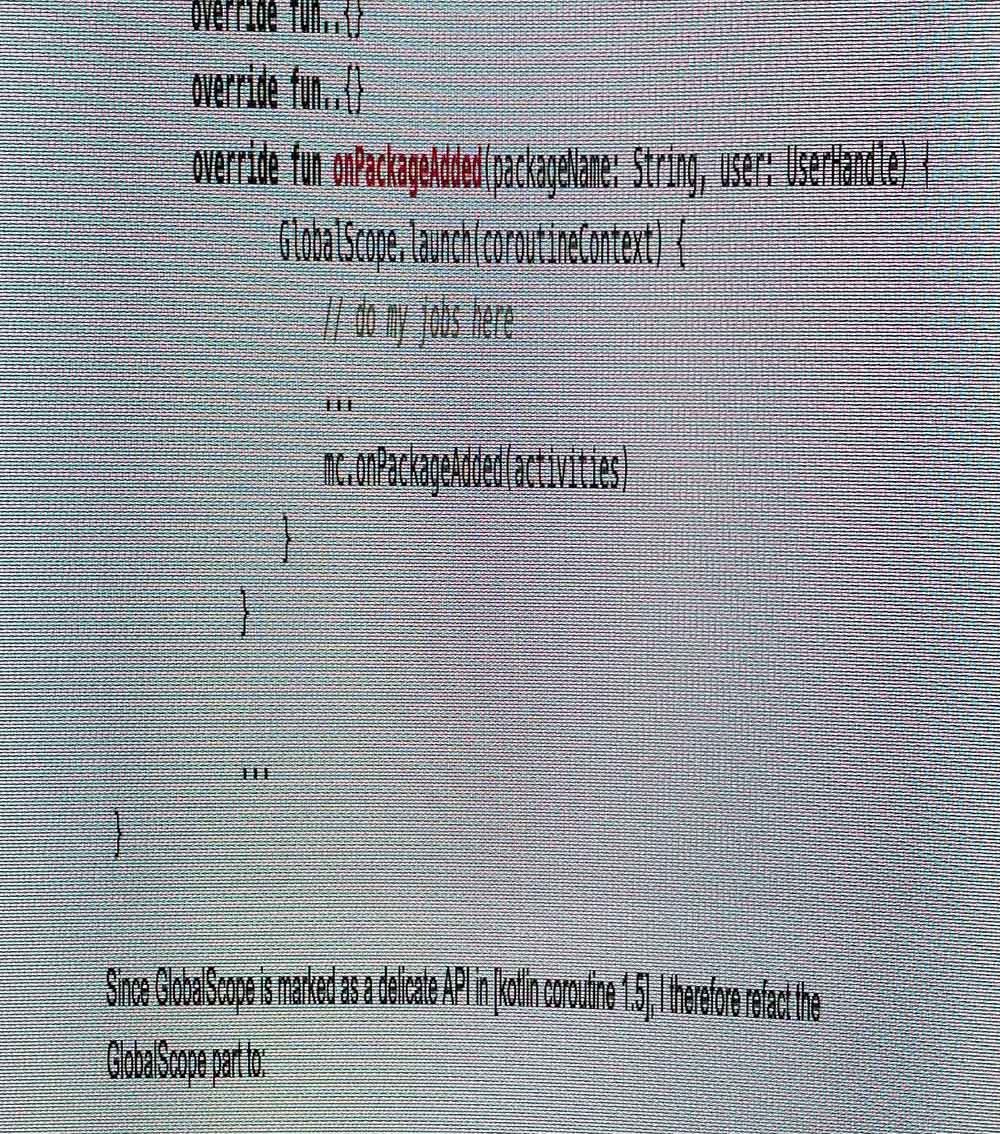 override fun..{}
override fun..{}
override fun onPackageAdded(packageName: String, user: UserHandle) {
GlobalScope.launch(coroutineContext) {
// do my jobs here
...
mc.onPackageAdded(activities)
}
}
...
}
Since GlobalScope is marked as a delicate API in [kotlin coroutine 1.5], I therefore refact the
GlobalScope part to: